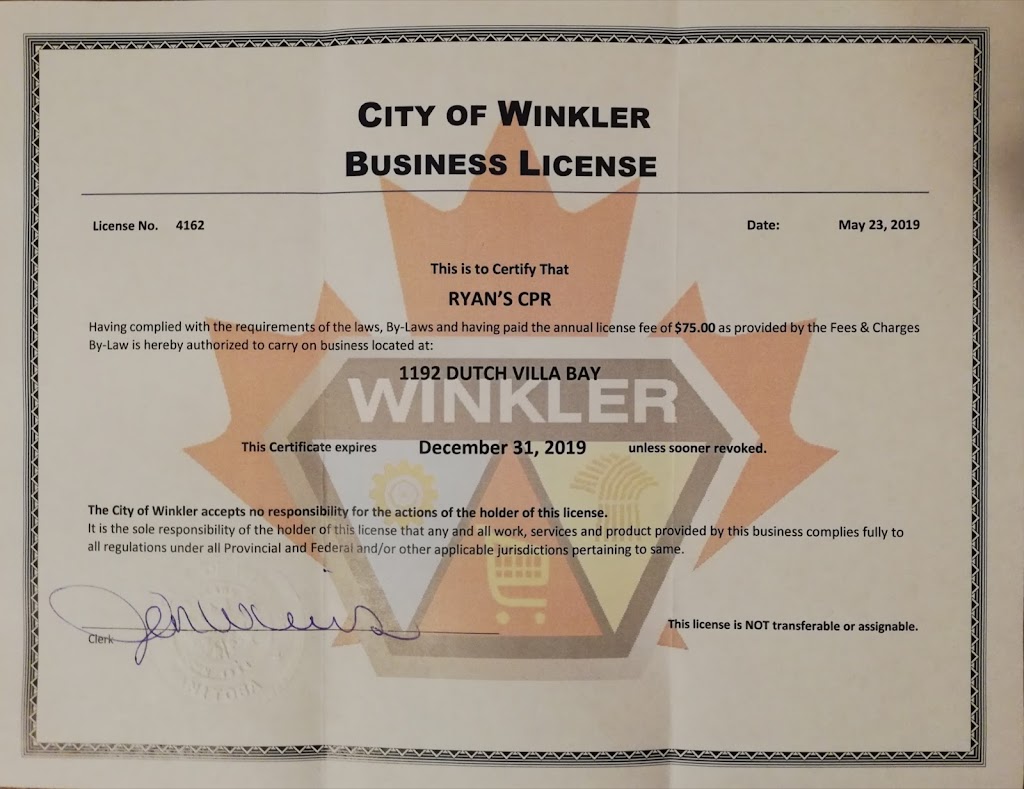 CITY OF WINKLER
BUSINESS LICENSE
License No. 4162 Date: May 23, 2019
This is to Certify That
RYAN'S CPR
Having complied with the requirements of the laws, By-Laws and having paid the annual license fee of $75.00 as provided by the Fees & Charges
By-Law is hereby authorized to carry on business located at:
1192 DUTCH VILLA BAY
WINKLER
This Certificate expires December 31, 2019 unless sooner revoked.
The City of Winkler accepts no responsibility for the actions of the holder of this license.
It is the sole responsibility of the holder of this license that any and all work, services and product provided by this business complies fully to
all regulations under all Provincial and Federal and/or other applicable jurisdictions pertaining to same.
Clerk
This license is NOT transferable or assignable.